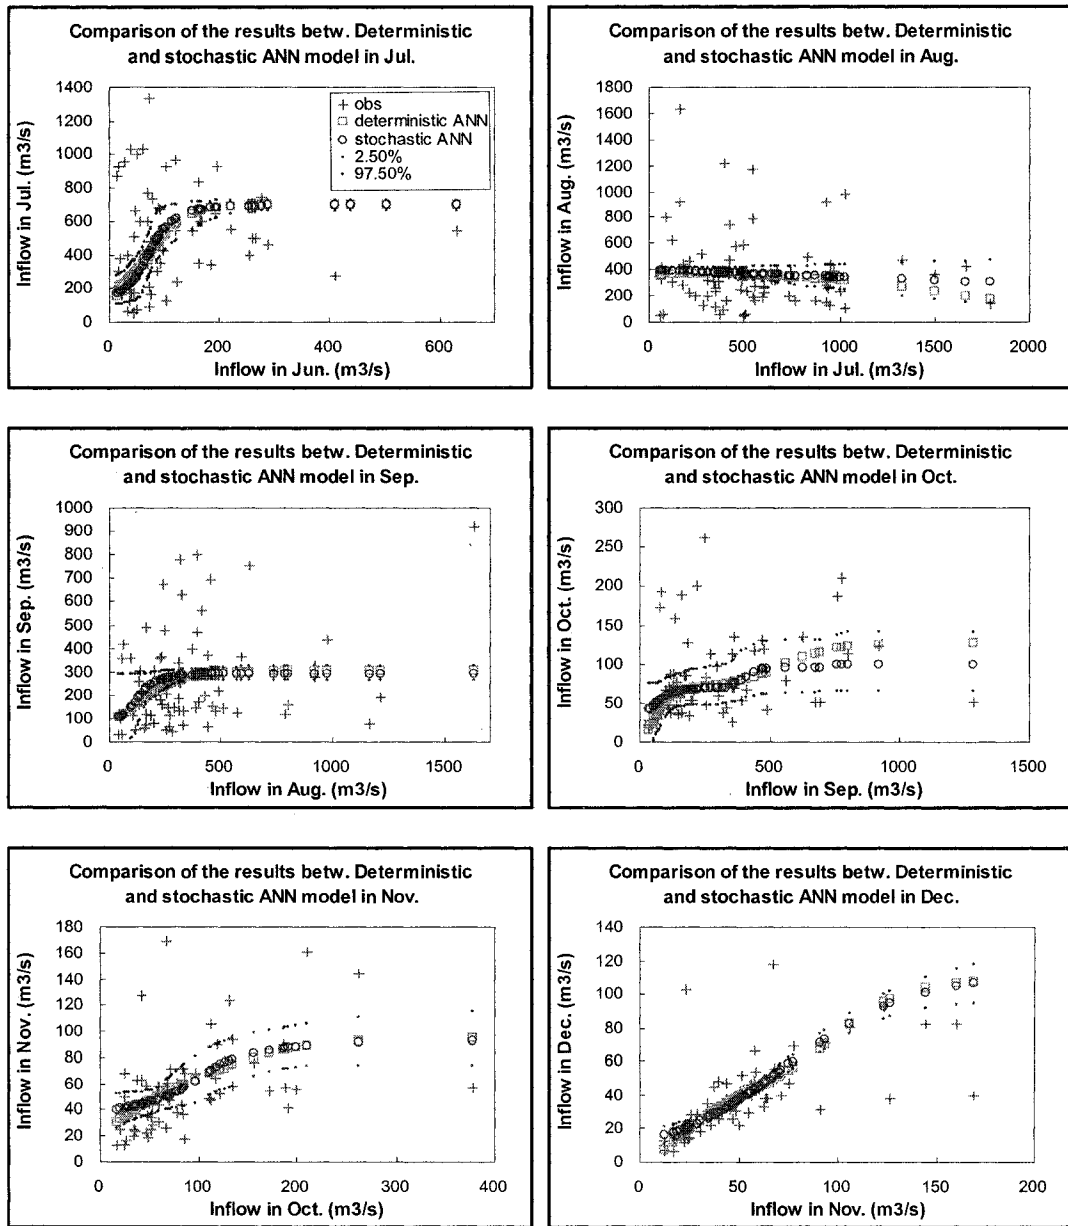 Comparison of the results betw. Deterministic
and stochastic ANN model in Jul.
1400
1200
1000
800
600
400
200
0
0 200 400 600
Inflow in Jul. (m3/s)
Inflow in Jun. (m3/s)
obs
deterministic ANN
stochastic ANN
2.50%
97.50%
Comparison of the results betw. Deterministic
and stochastic ANN model in Aug.
1800
1600
1400
1200
1000
800
600
400
200
0
0 500 1000 1500 2000
Inflow in Aug. (m3/s)
Inflow in Jul. (m3/s)
Comparison of the results betw. Deterministic
and stochastic ANN model in Sep.
1000
900
800
700
600
500
400
300
200
100
0
0 500 1000 1500
Inflow in Sep. (m3/s)
Inflow in Aug. (m3/s)
Comparison of the results betw. Deterministic
and stochastic ANN model in Oct.
300
250
200
150
100
50
0
0 500 1000 1500
Inflow in Oct. (m3/s)
Inflow in Sep. (m3/s)
Comparison of the results betw. Deterministic
and stochastic ANN model in Nov.
180
160
140
120
100
80
60
40
20
0
0 100 200 300 400
Inflow in Nov. (m3/s)
Inflow in Oct. (m3/s)
Comparison of the results betw. Deterministic
and stochastic ANN model in Dec.
140
120
100
80
60
40
20
0
0 50 100 150 200
Inflow in Dec. (m3/s)
Inflow in Nov. (m3/s)